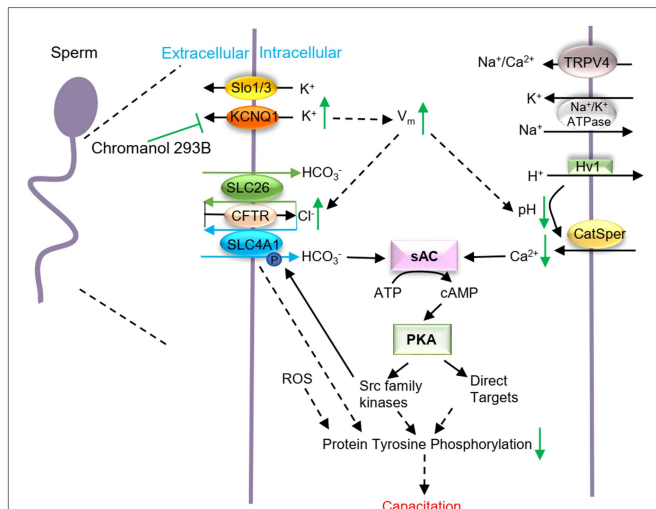 Sperm
Extracellular Intracellular
Slo1/3 K⁺
KCNQ1 K⁺
Chromanol 293B
Vm
HCO₃⁻
SLC26
CFTR Cl⁻
SLC4A1
P HCO₃⁻
sAC
Ca²⁺
ATP cAMP
PKA
ROS
Src family
kinases
Direct
Targets
Protein Tyrosine Phosphorylation
Capacitation
Na⁺/Ca²⁺ TRPV4
K⁺
Na⁺/K⁺
ATPase
Na⁺
Hv1
H⁺
pH
CatSper